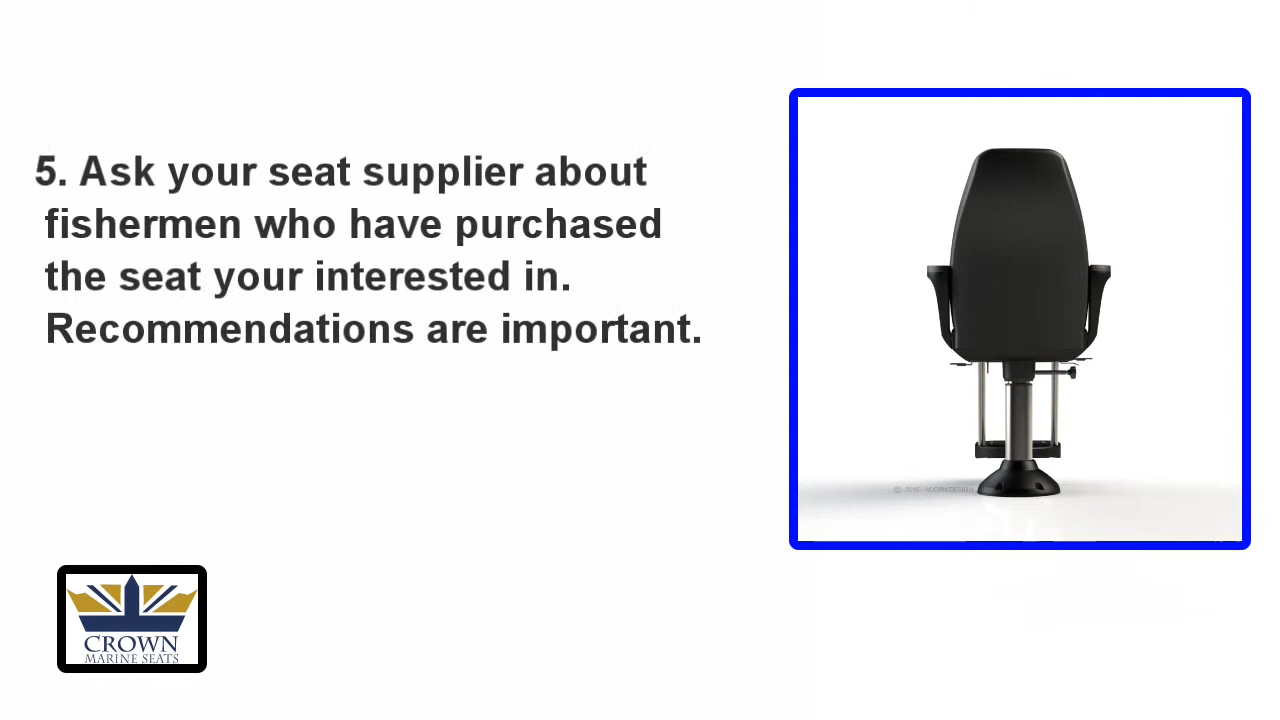 5. Ask your seat supplier about
fishermen who have purchased
the seat your interested in.
Recommendations are important.
CROWN
MARINE SEATS